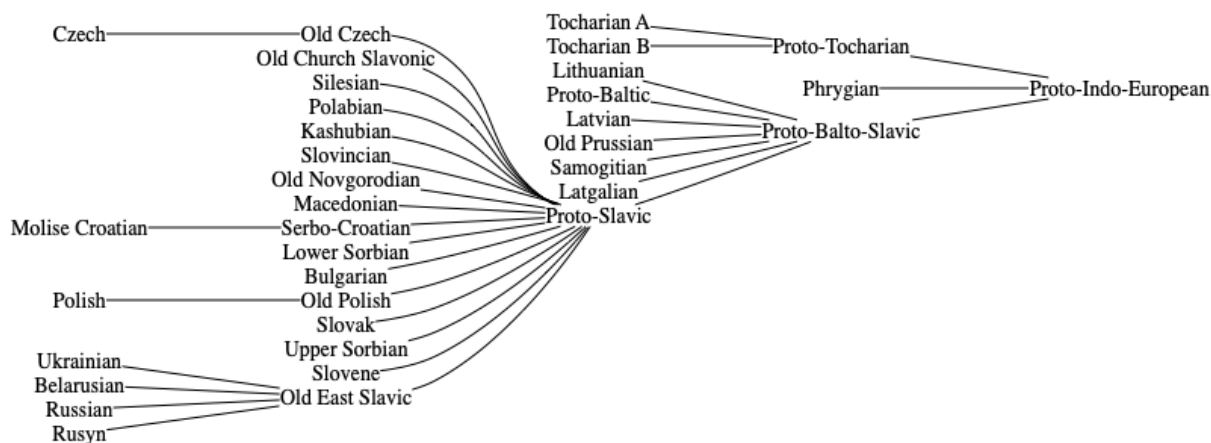 Czech
Old Czech
Old Church Slavonic
Silesian
Polabian
Kashubian
Slovincian
Old Novgorodian
Macedonian
Molise Croatian
Serbo-Croatian
Lower Sorbian
Bulgarian
Polish
Old Polish
Slovak
Upper Sorbian
Slovene
Old East Slavic
Ukrainian
Belarusian
Russian
Rusyn
Tocharian A
Tocharian B
Lithuanian
Proto-Baltic
Latvian
Old Prussian
Samogitian
Latgalian
Proto-Slavic
Proto-Tocharian
Phrygian
Proto-Balto-Slavic
Proto-Indo-European